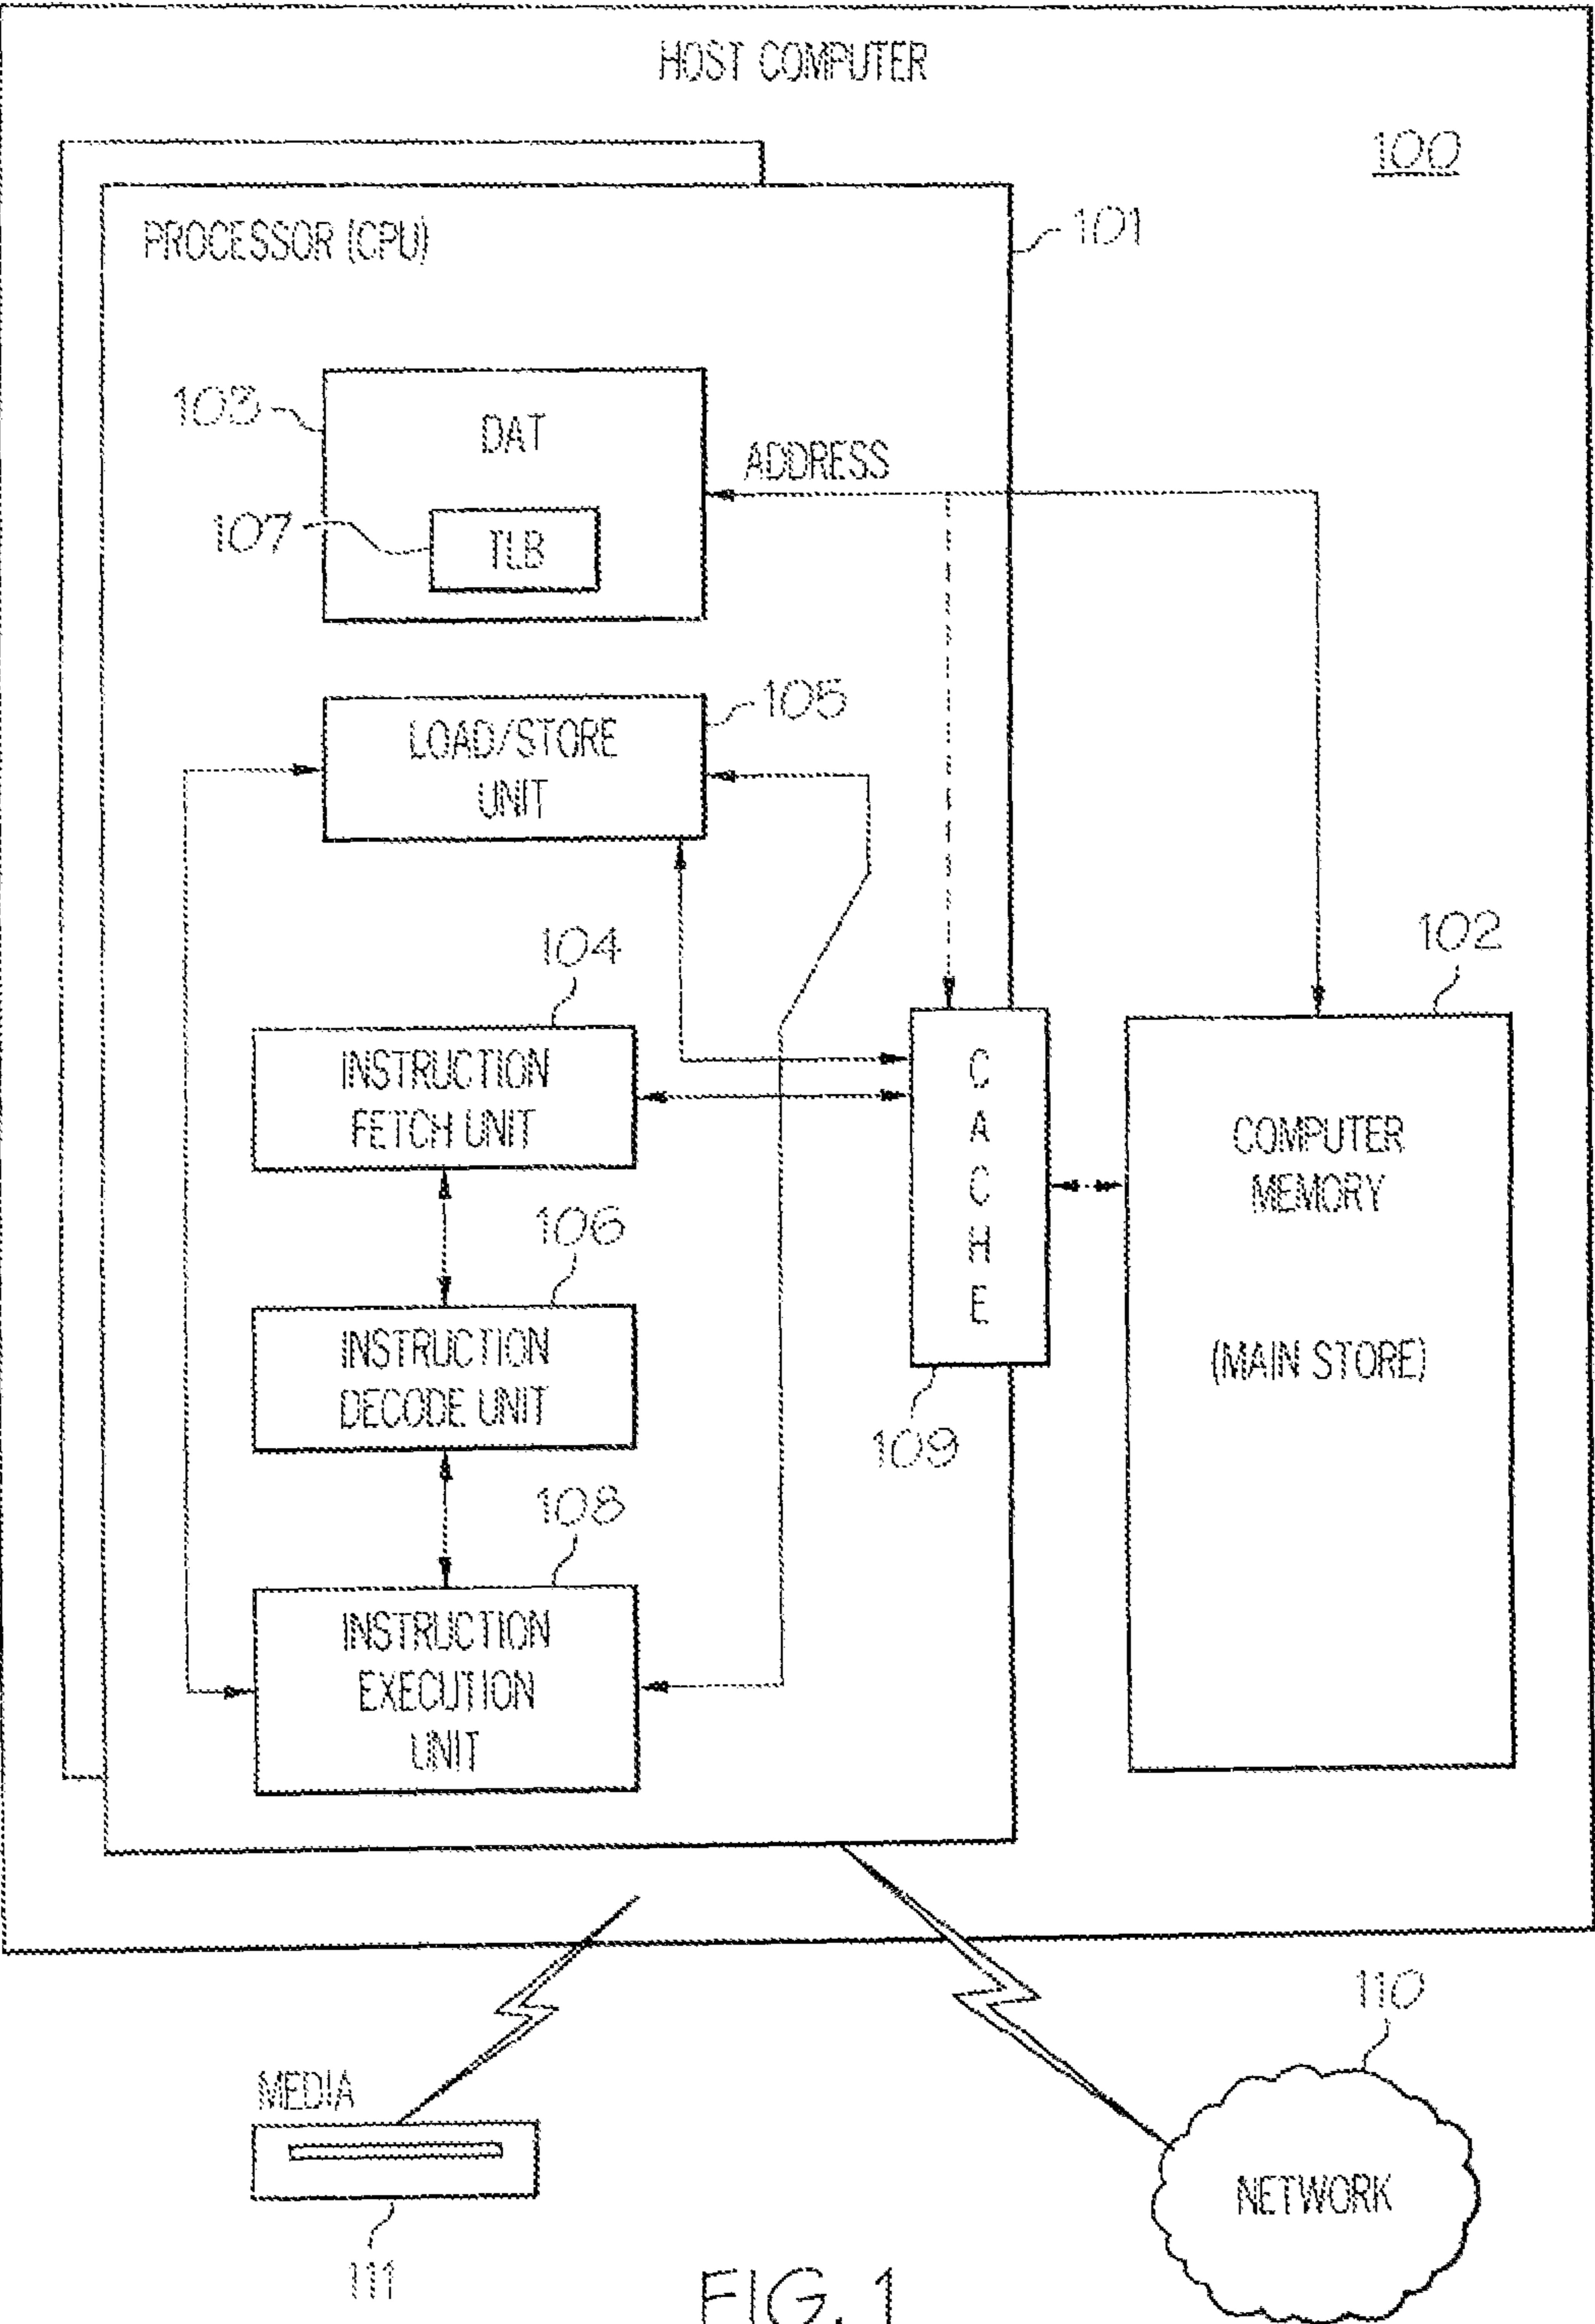 HOST COMPUTER
100
PROCESSOR (CPU)
101
103
DAT
ADDRESS
107
TLB
105
LOAD/STORE
UNIT
104
102
INSTRUCTION
FETCH UNIT
CACHE
COMPUTER
MEMORY
106
INSTRUCTION
DECODE UNIT
(MAIN STORE)
109
108
INSTRUCTION
EXECUTION
UNIT
110
MEDIA
NETWORK
111
FIG. 1